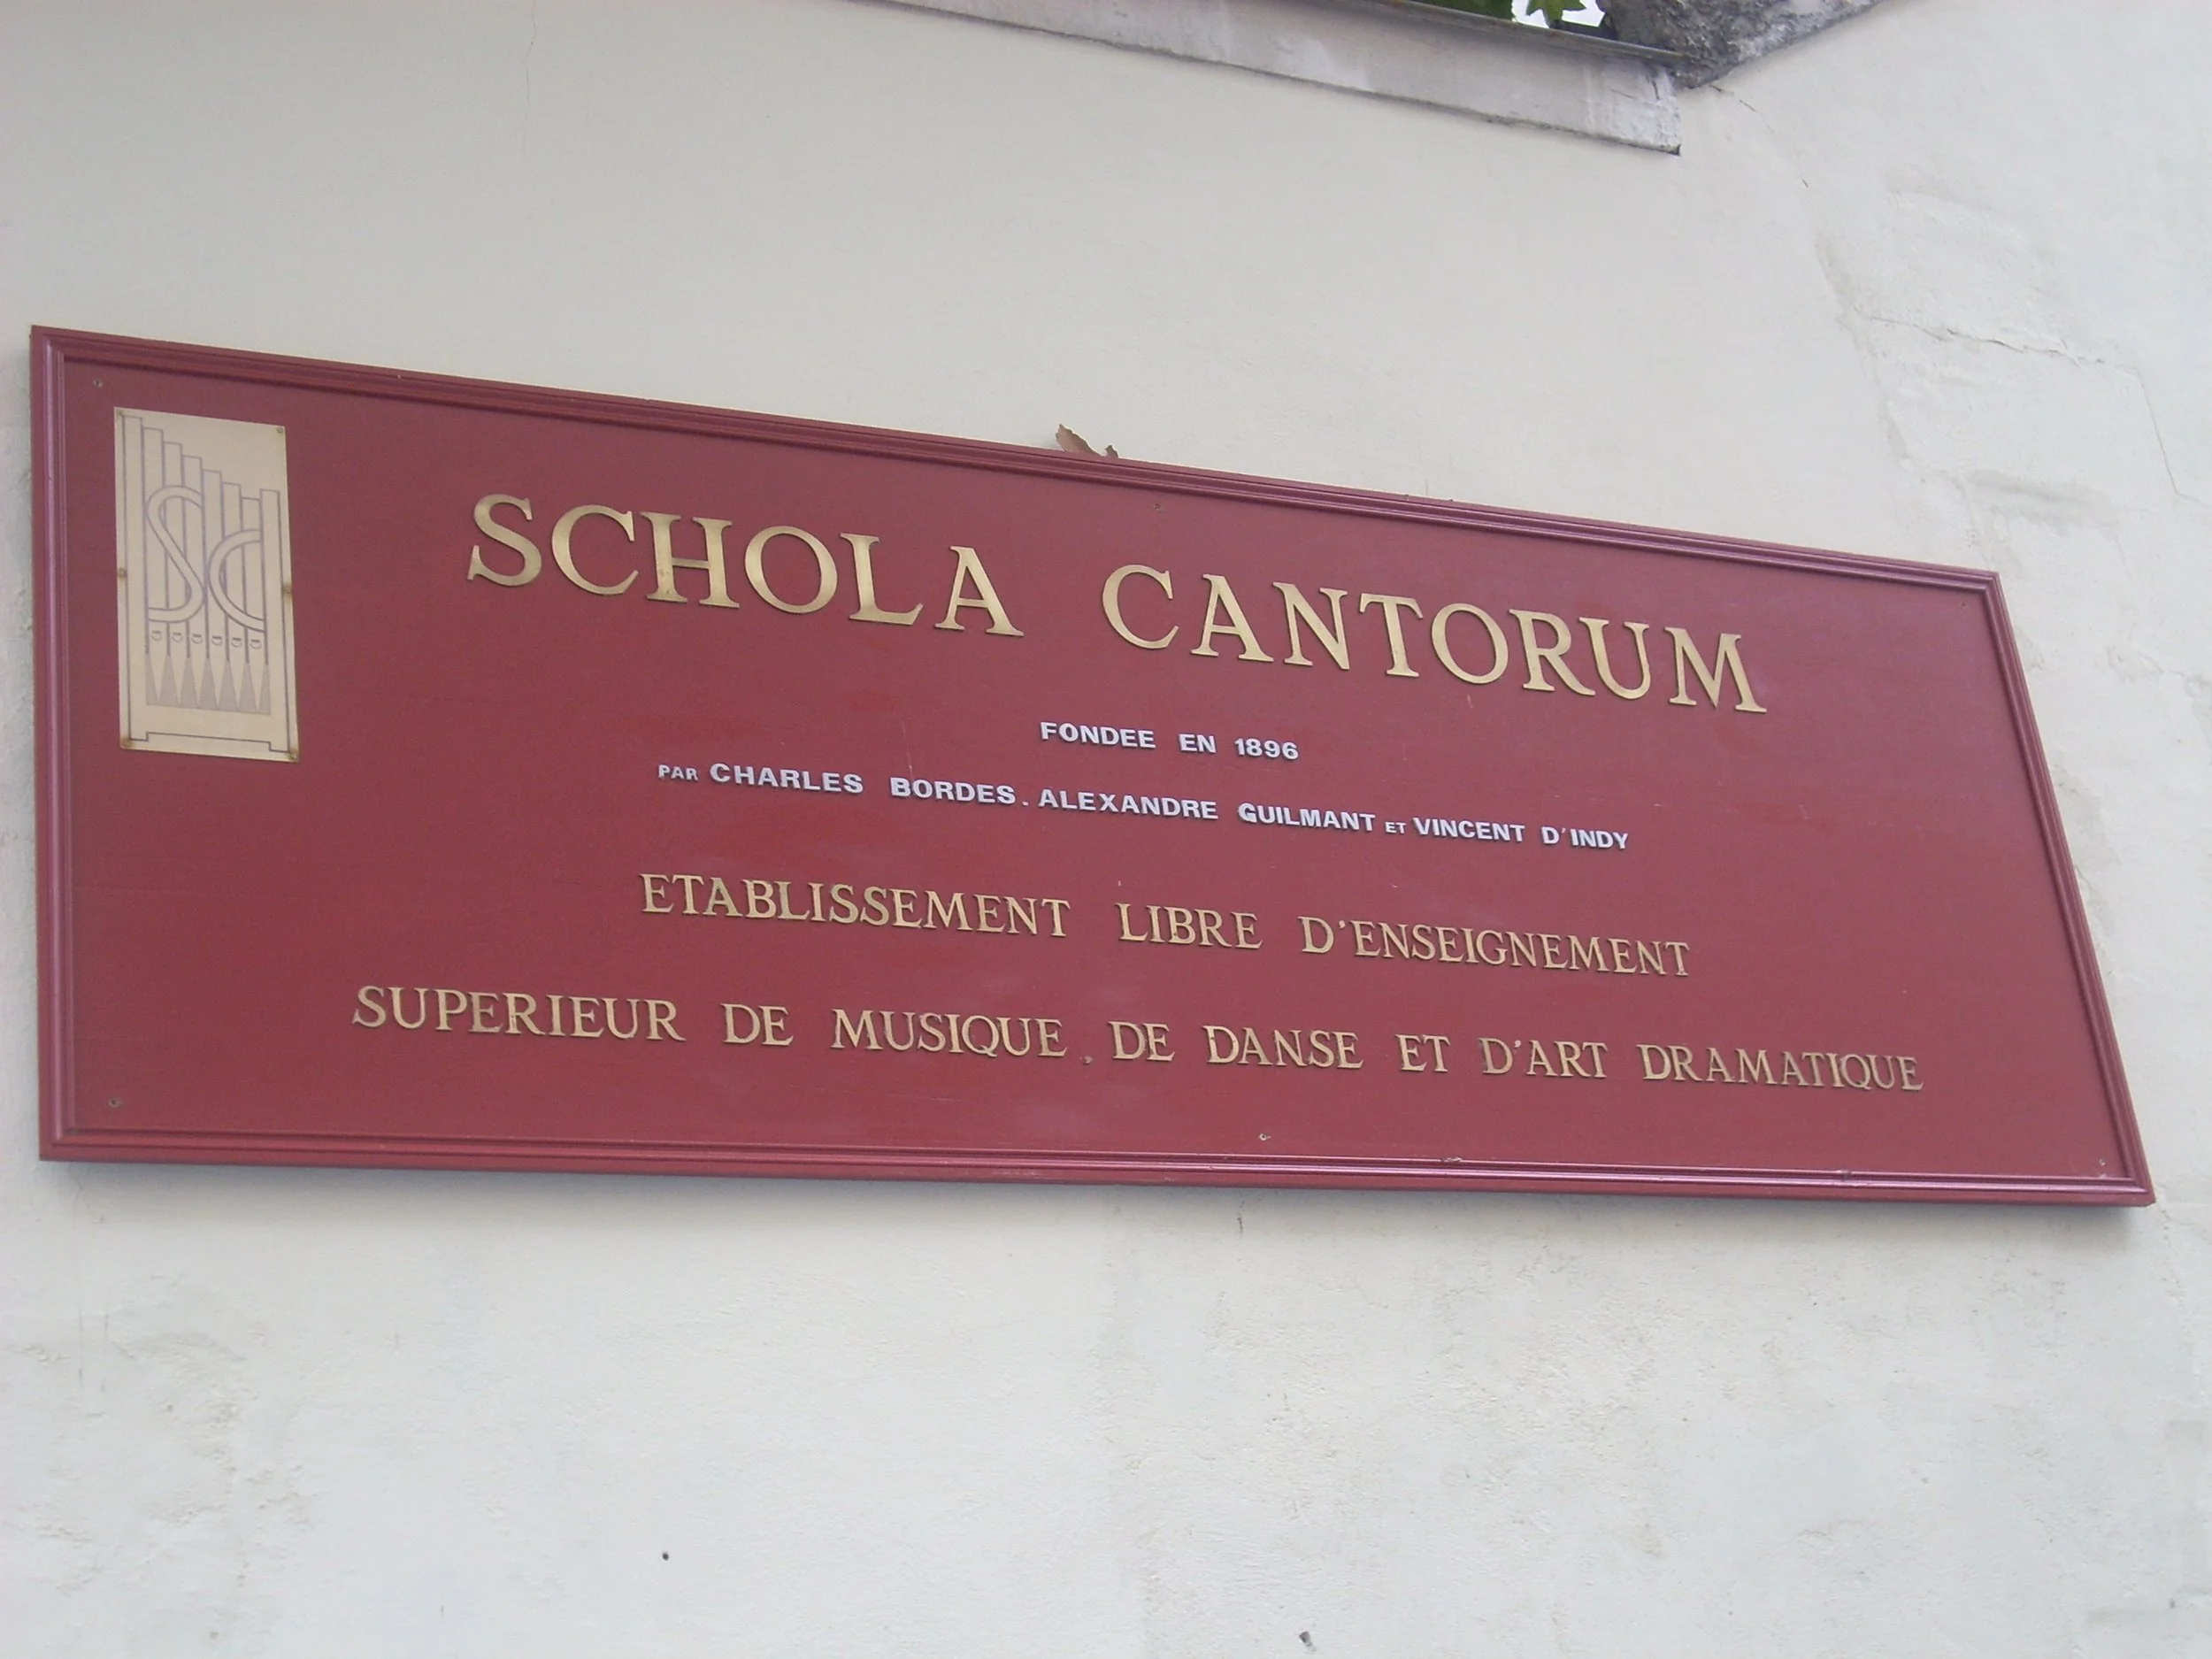 SC
SCHOLA CANTORUM
FONDEE EN 1896
PAR CHARLES BORDES. ALEXANDRE GUILMANT ET VINCENT D'INDY
ETABLISSEMENT LIBRE D'ENSEIGNEMENT
SUPERIEUR DE MUSIQUE, DE DANSE ET D'ART DRAMATIQUE